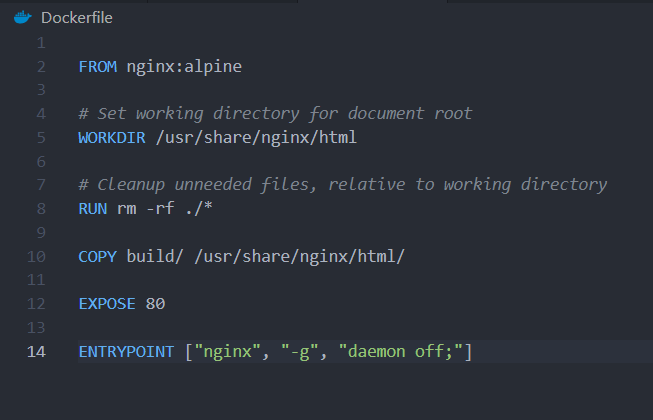 Dockerfile
1
2 FROM nginx:alpine
3
4 # Set working directory for document root
5 WORKDIR /usr/share/nginx/html
6
7 # Cleanup unneeded files, relative to working directory
8 RUN rm -rf ./*
9
10 COPY build/ /usr/share/nginx/html/
11
12 EXPOSE 80
13
14 ENTRYPOINT ["nginx", "-g", "daemon off;"]